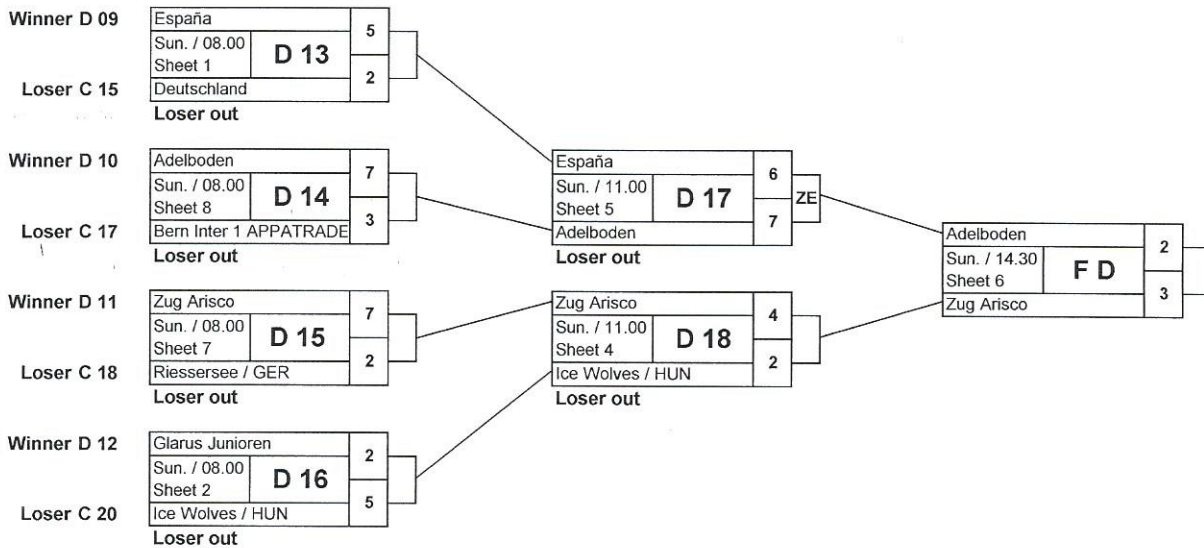 Winner D 09
España
5
Sun. / 08.00
Sheet 1
D 13
Loser C 15
Deutschland
2
Loser out
Winner D 10
Adelboden
7
Sun. / 08.00
Sheet 8
D 14
Loser C 17
Bern Inter 1 APPATRADE
3
Loser out
Winner D 11
Zug Arisco
7
Sun. / 08.00
Sheet 7
D 15
Loser C 18
Riessersee / GER
2
Loser out
Winner D 12
Glarus Junioren
2
Sun. / 08.00
Sheet 2
D 16
Loser C 20
Ice Wolves / HUN
5
Loser out
España
6
Sun. / 11.00
Sheet 5
D 17
ZE
Adelboden
7
Loser out
Zug Arisco
4
Sun. / 11.00
Sheet 4
D 18
Ice Wolves / HUN
2
Loser out
Adelboden
2
Sun. / 14.30
Sheet 6
F D
Zug Arisco
3